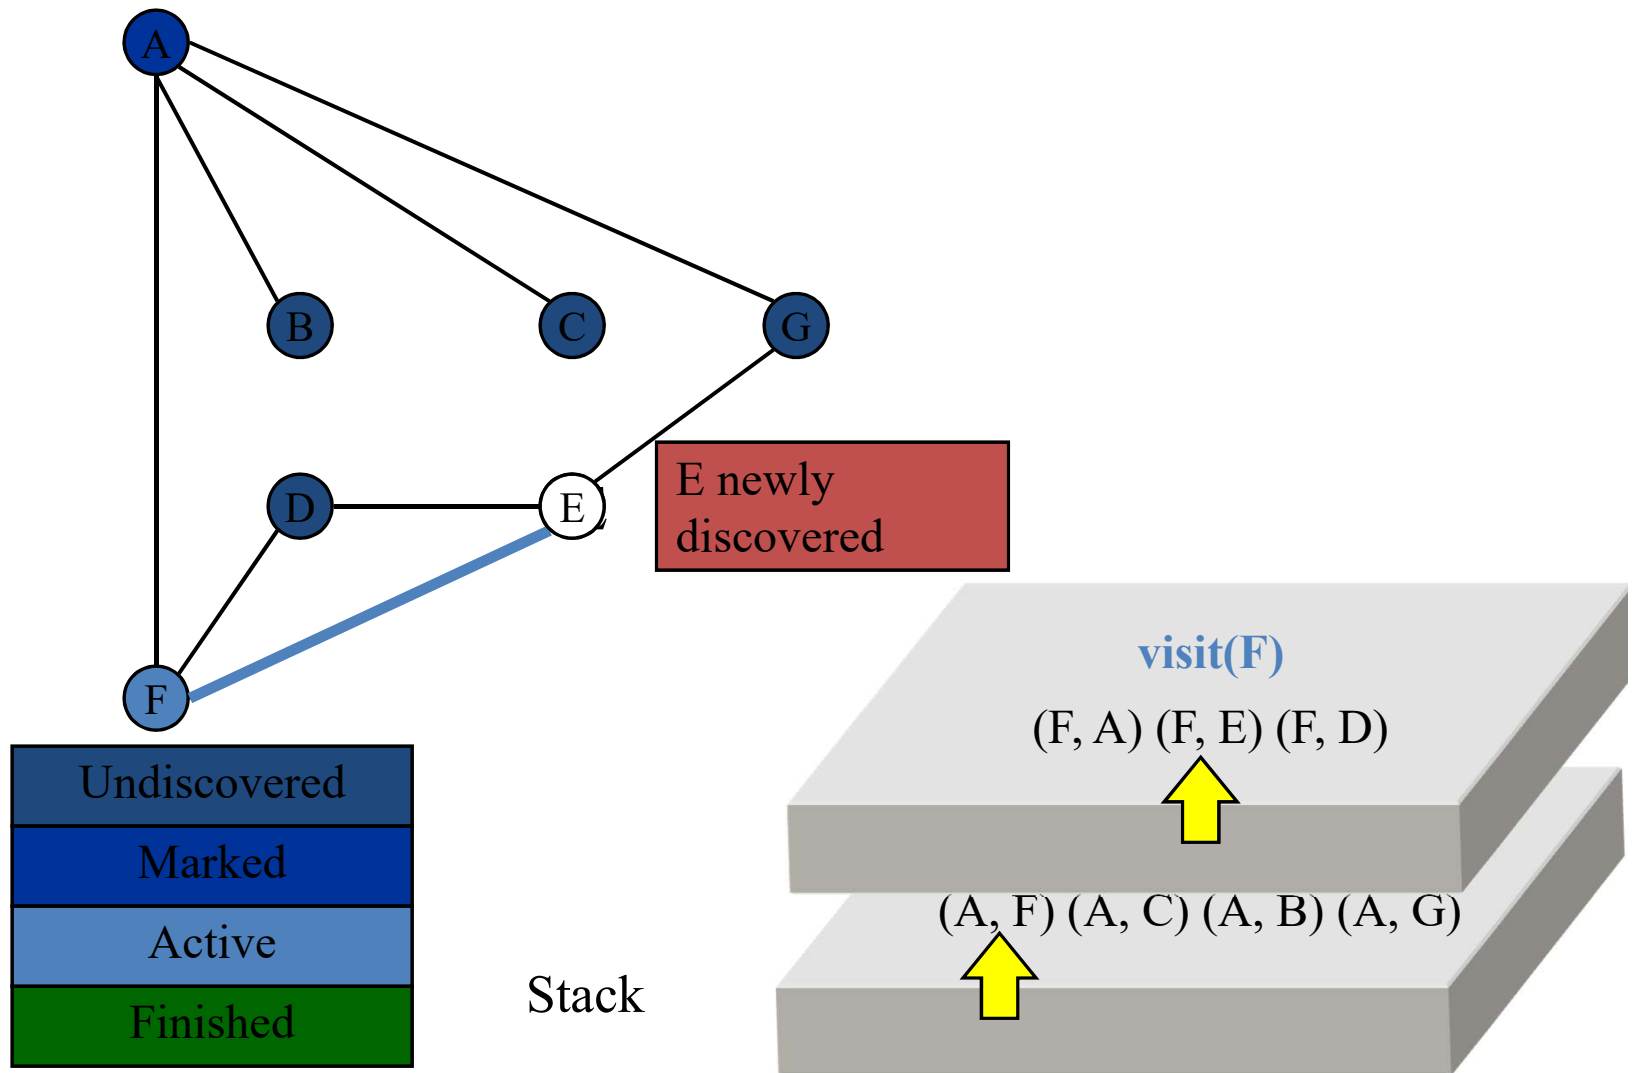 A
B
C
G
D
E
E newly
discovered
F
visit(F)
(F, A) (F, E) (F, D)
(A, F) (A, C) (A, B) (A, G)
Undiscovered
Marked
Active
Finished
Stack